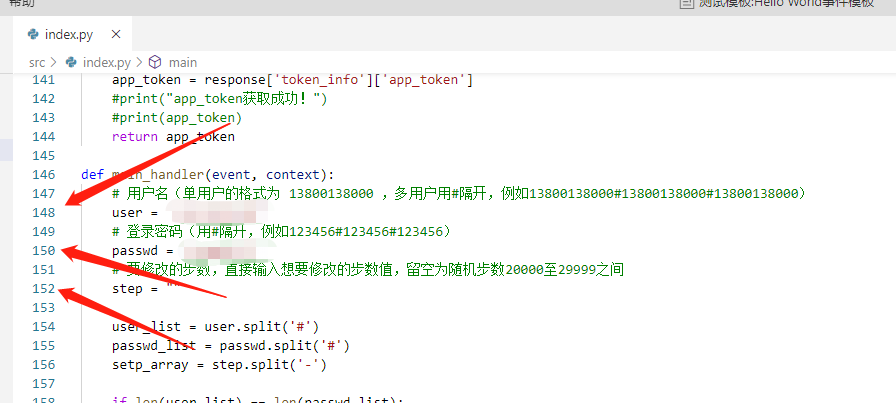 帮助
测试模板:Hello World事件模板
index.py
src > index.py > main
141 app_token = response['token_info']['app_token']
142 #print("app_token获取成功！")
143 #print(app_token)
144 return app_token
145
146 def main_handler(event, context):
147 # 用户名（单用户的格式为 13800138000 ，多用户用#隔开，例如13800138000#13800138000#13800138000）
148 user =
149 # 登录密码（用#隔开，例如123456#123456#123456）
150 passwd =
151 # 要修改的步数，直接输入想要修改的步数值，留空为随机步数20000至29999之间
152 step = ""
153
154 user_list = user.split('#')
155 passwd_list = passwd.split('#')
156 setp_array = step.split('-')
157
if len(user_list) == len(passwd_list):